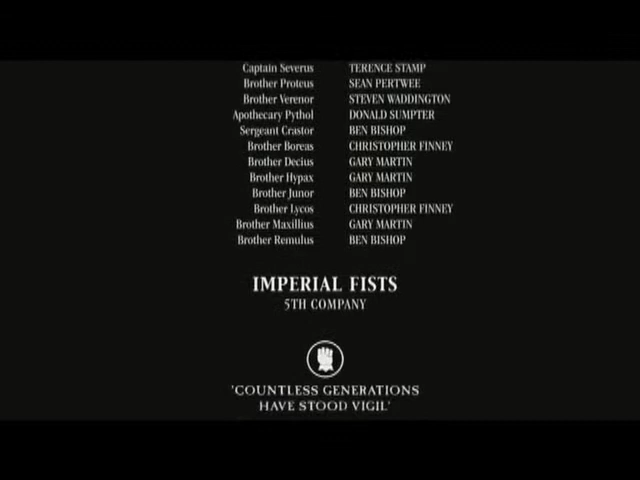 Captain Severus TERENCE STAMP
Brother Proteus SEAN PERTWEE
Brother Verenor STEVEN WADDINGTON
Apothecary Pythol DONALD SUMPTER
Sergeant Crastor BEN BISHOP
Brother Boreas CHRISTOPHER FINNEY
Brother Decius GARY MARTIN
Brother Hypax GARY MARTIN
Brother Junor BEN BISHOP
Brother Lycos CHRISTOPHER FINNEY
Brother Maxillius GARY MARTIN
Brother Remulus BEN BISHOP
IMPERIAL FISTS
5TH COMPANY
'COUNTLESS GENERATIONS
HAVE STOOD VIGIL'